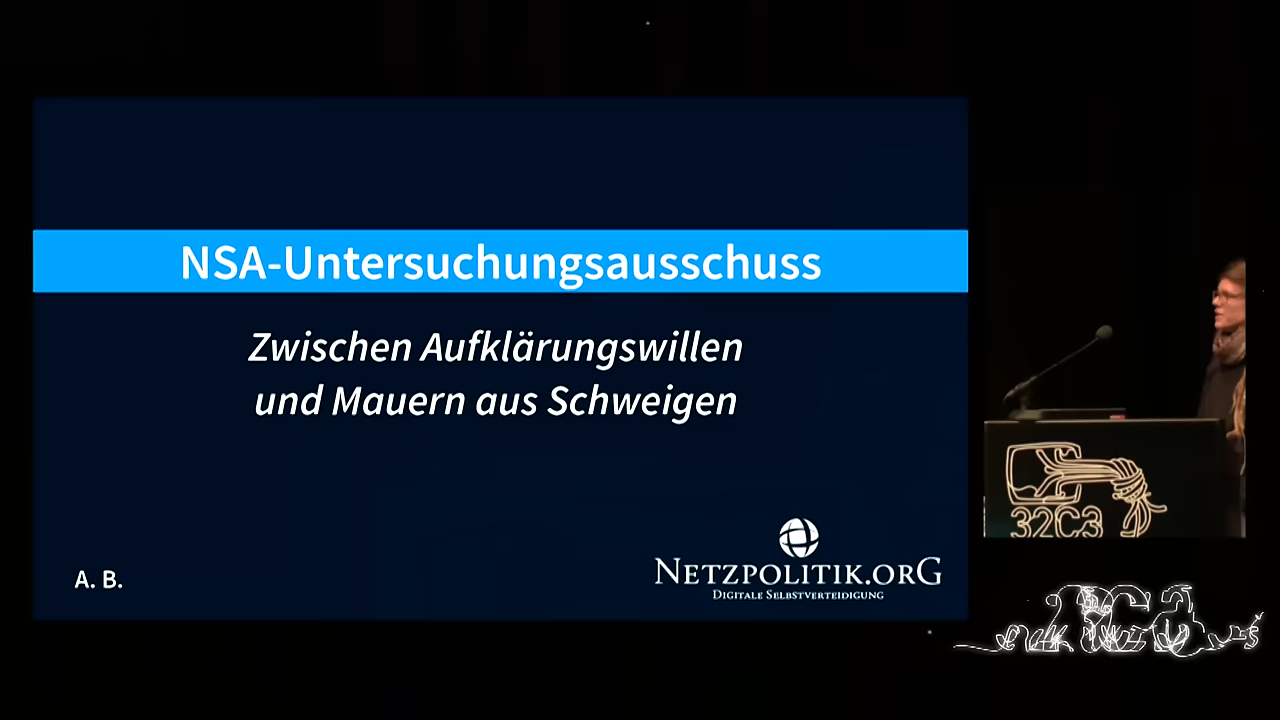 NSA-Untersuchungsausschuss
Zwischen Aufklärungswillen
und Mauern aus Schweigen
A. B.
NETZPOLITIK.ORG
DIGITALE SELBSTVERTEIDIGUNG
32C3